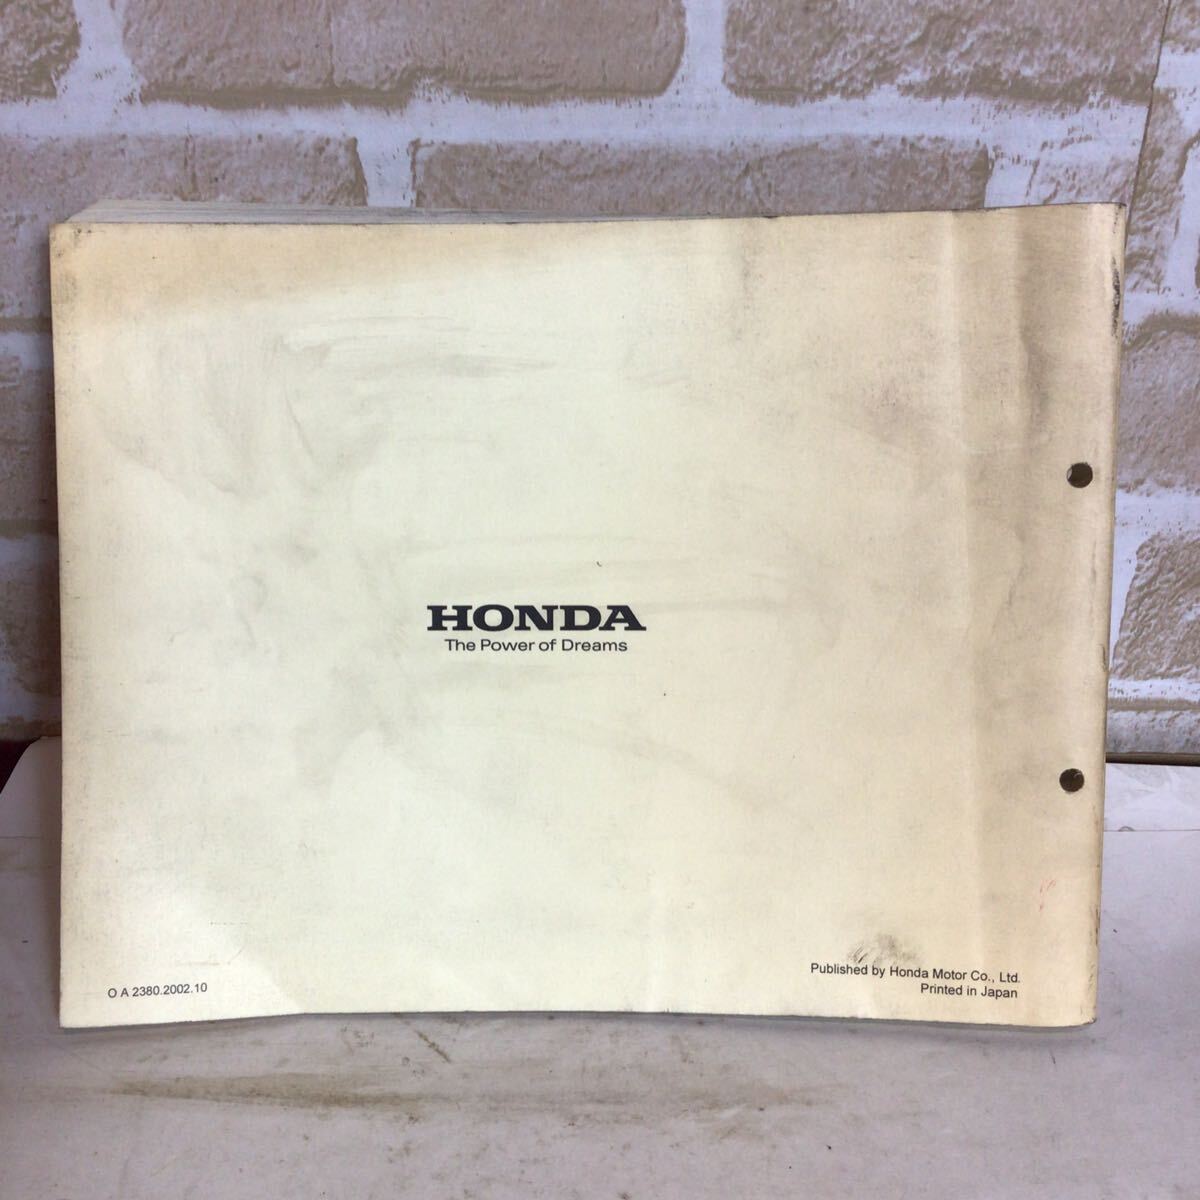 HONDA
The Power of Dreams
Published by Honda Motor Co., Ltd.
Printed in Japan
O A 2380.2002.10